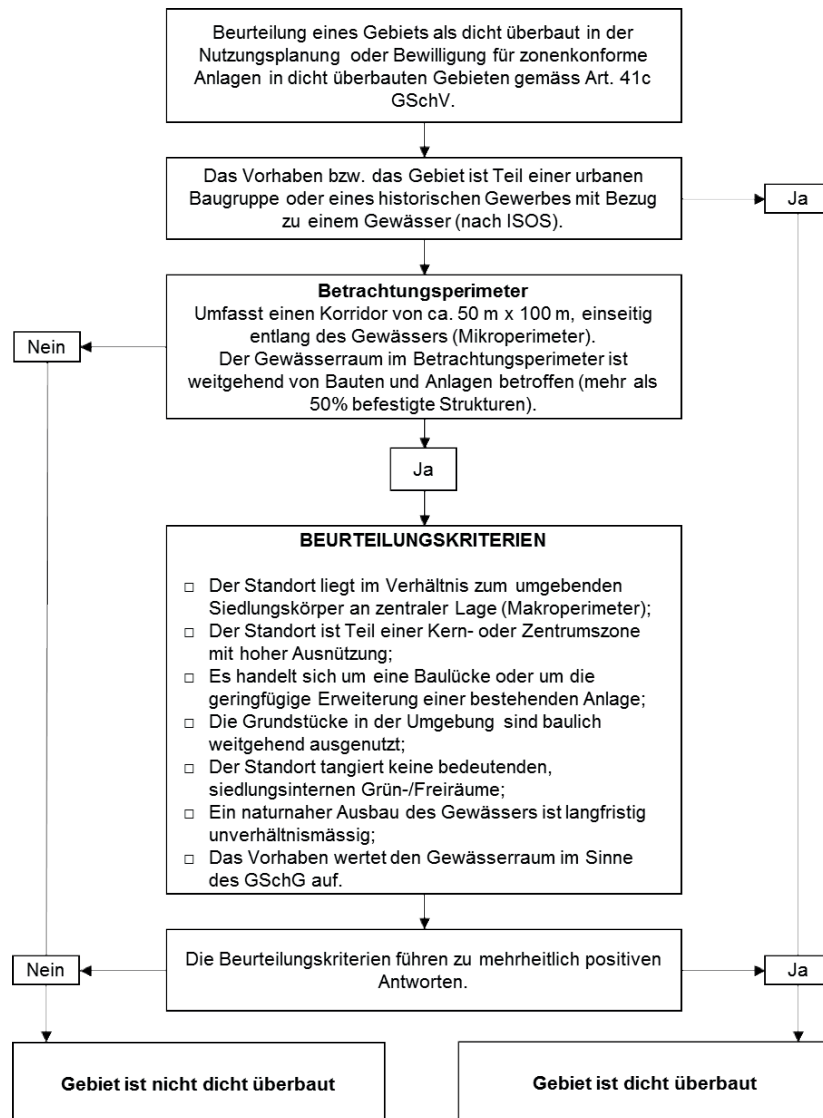 Beurteilung eines Gebiets als dicht überbaut in der
Nutzungsplanung oder Bewilligung für zonenkonforme
Anlagen in dicht überbauten Gebieten gemäss Art. 41c
GSchV.
Das Vorhaben bzw. das Gebiet ist Teil einer urbanen
Baugruppe oder eines historischen Gewerbes mit Bezug
zu einem Gewässer (nach ISOS).
Ja
Betrachtungsperimeter
Umfasst einen Korridor von ca. 50 m x 100 m, einseitig
entlang des Gewässers (Mikroperimeter).
Der Gewässerraum im Betrachtungsperimeter ist
weitgehend von Bauten und Anlagen betroffen (mehr als
50% befestigte Strukturen).
Nein
Ja
BEURTEILUNGSKRITERIEN
□ Der Standort liegt im Verhältnis zum umgebenden
Siedlungskörper an zentraler Lage (Makroperimeter);
□ Der Standort ist Teil einer Kern- oder Zentrumszone
mit hoher Ausnützung;
□ Es handelt sich um eine Baulücke oder um die
geringfügige Erweiterung einer bestehenden Anlage;
□ Die Grundstücke in der Umgebung sind baulich
weitgehend ausgenutzt;
□ Der Standort tangiert keine bedeutenden,
siedlungsinternen Grün-/Freiräume;
□ Ein naturnaher Ausbau des Gewässers ist langfristig
unverhältnismässig;
□ Das Vorhaben wertet den Gewässerraum im Sinne
des GSchG auf.
Nein
Die Beurteilungskriterien führen zu mehrheitlich positiven
Antworten.
Ja
Gebiet ist nicht dicht überbaut
Gebiet ist dicht überbaut